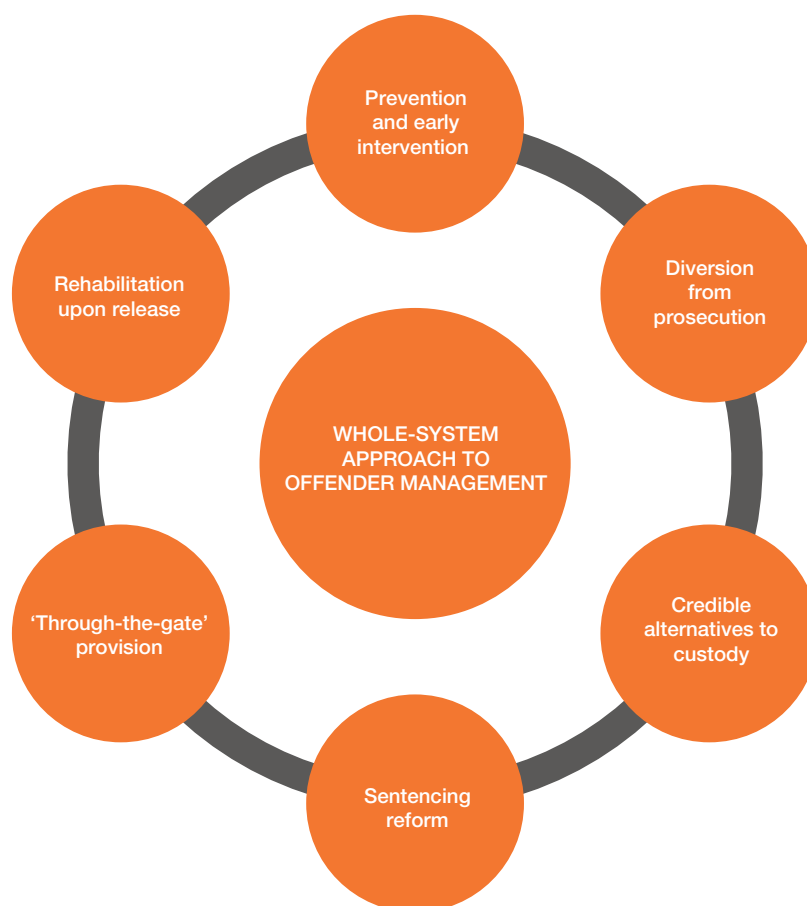 Prevention
and early
intervention
Diversion
from
prosecution
Rehabilitation
upon release
WHOLE-SYSTEM
APPROACH TO
OFFENDER MANAGEMENT
Credible
alternatives to
custody
‘Through-the-gate’
provision
Sentencing
reform